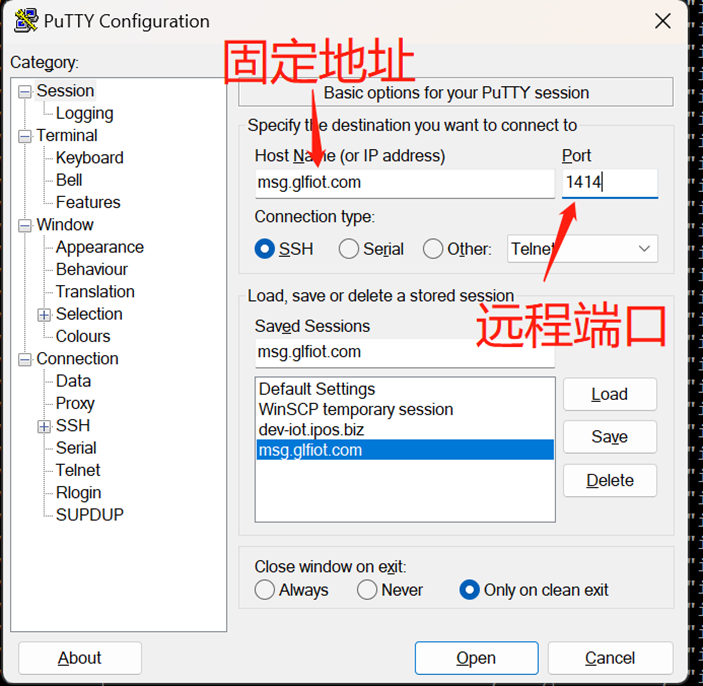 PuTTY Configuration
固定地址
Category:
Session
Logging
Terminal
Keyboard
Bell
Features
Window
Appearance
Behaviour
Translation
Selection
Colours
Connection
Data
Proxy
SSH
Serial
Telnet
Rlogin
SUPDUP
Basic options for your PuTTY session
Specify the destination you want to connect to
Host Name (or IP address) Port
msg.glfiot.com 1414
Connection type:
SSH Serial Other: Telnet
远程端口
Load, save or delete a stored session
Saved Sessions
msg.glfiot.com
Default Settings
WinSCP temporary session
dev-iot.ipos.biz
msg.glfiot.com
Load
Save
Delete
Close window on exit:
Always Never Only on clean exit
About Open Cancel